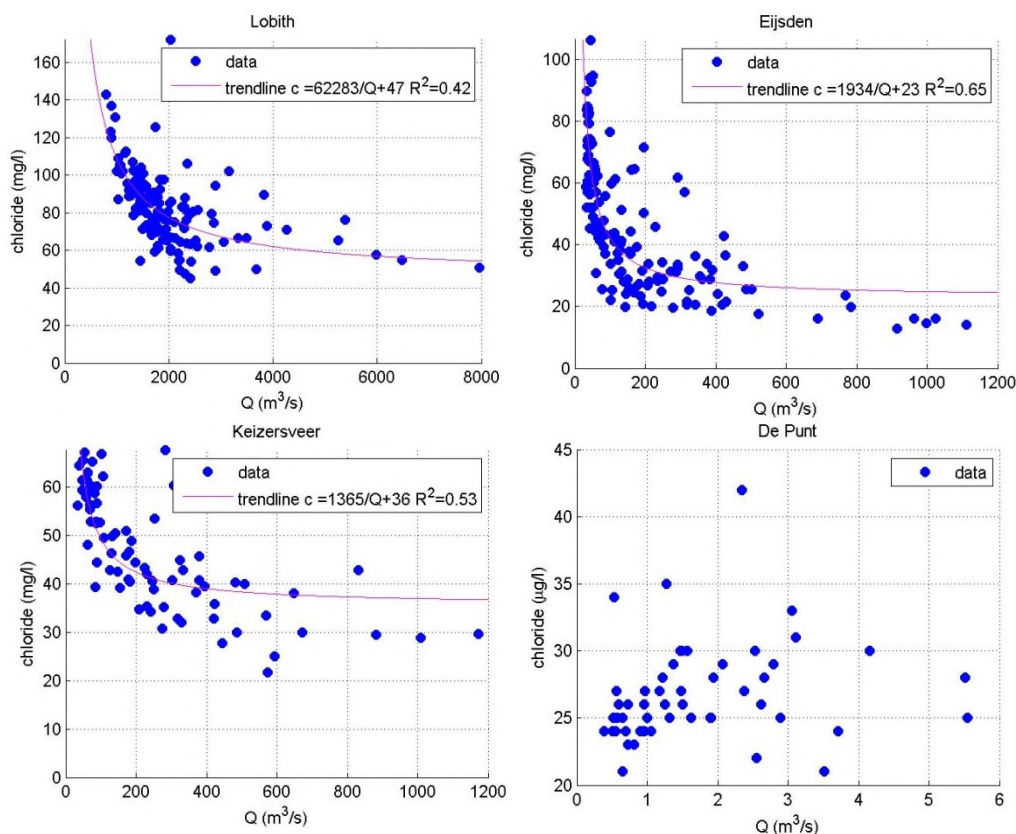 Lobith
160
140
120
100
80
60
40
20
0
chloride (mg/l)
data
trendline c =62283/Q+47 R²=0.42
0 2000 4000 6000 8000
Q (m³/s)
Eijsden
100
80
60
40
20
0
chloride (mg/l)
data
trendline c =1934/Q+23 R²=0.65
0 200 400 600 800 1000 1200
Q (m³/s)
Keizersveer
60
50
40
30
20
10
0
chloride (mg/l)
data
trendline c =1365/Q+36 R²=0.53
0 200 400 600 800 1000 1200
Q (m³/s)
De Punt
45
40
35
30
25
20
chloride (µg/l)
data
0 1 2 3 4 5 6
Q (m³/s)